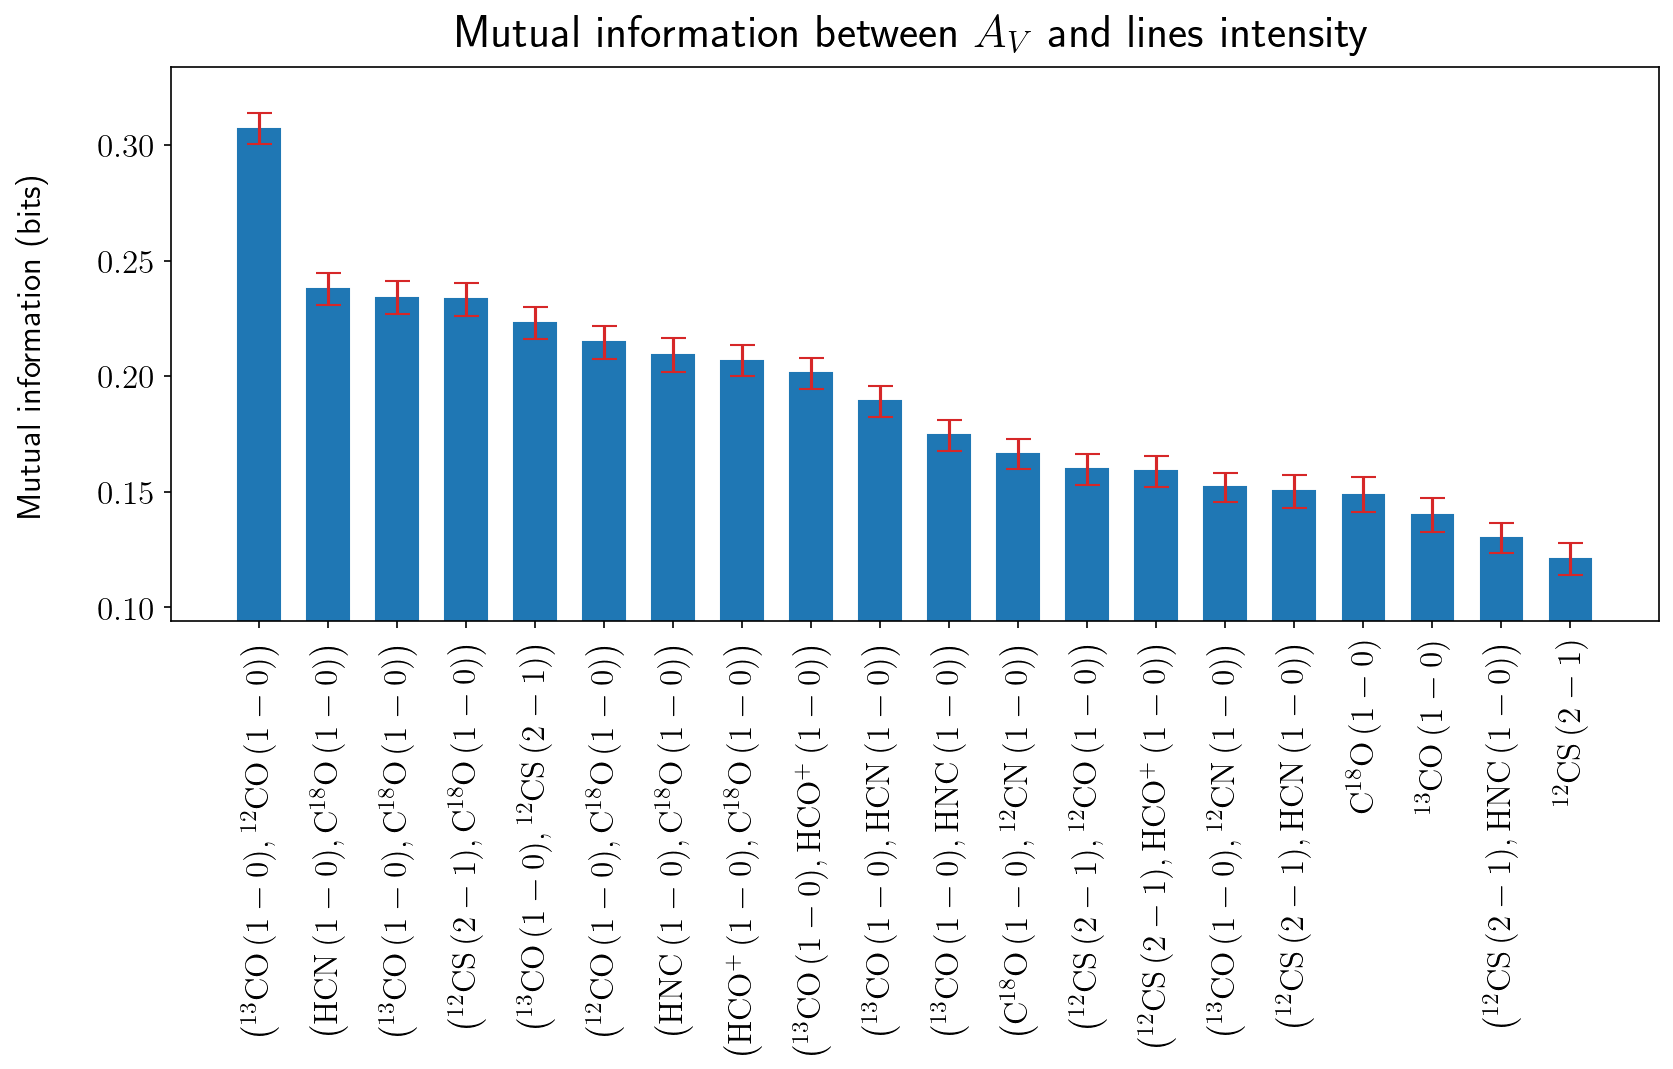 Mutual information between A_V and lines intensity
Mutual information (bits)
0.30
0.25
0.20
0.15
0.10
(¹³CO (1 − 0), ¹²CO (1 − 0))
(HCN (1 − 0), C¹⁸O (1 − 0))
(¹³CO (1 − 0), C¹⁸O (1 − 0))
(¹²CS (2 − 1), C¹⁸O (1 − 0))
(¹³CO (1 − 0), ¹²CS (2 − 1))
(¹²CO (1 − 0), C¹⁸O (1 − 0))
(HNC (1 − 0), C¹⁸O (1 − 0))
(HCO⁺ (1 − 0), C¹⁸O (1 − 0))
(¹³CO (1 − 0), HCO⁺ (1 − 0))
(¹³CO (1 − 0), HCN (1 − 0))
(¹³CO (1 − 0), HNC (1 − 0))
(C¹⁸O (1 − 0), ¹²CN (1 − 0))
(¹²CS (2 − 1), ¹²CO (1 − 0))
(¹²CS (2 − 1), HCO⁺ (1 − 0))
(¹³CO (1 − 0), ¹²CN (1 − 0))
(¹²CS (2 − 1), HCN (1 − 0))
C¹⁸O (1 − 0)
¹³CO (1 − 0)
(¹²CS (2 − 1), HNC (1 − 0))
¹²CS (2 − 1)